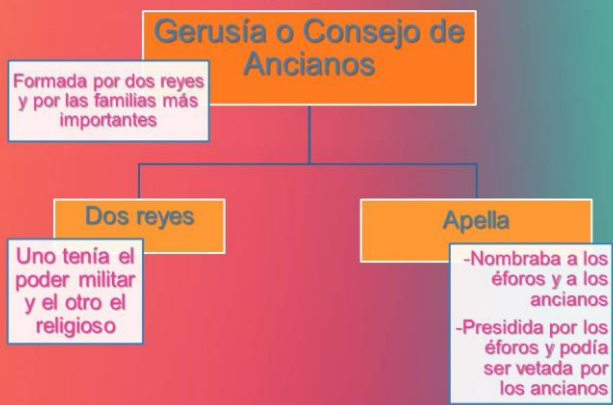 Gerusía o Consejo de
Ancianos
Formada por dos reyes
y por las familias más
importantes
Dos reyes
Uno tenía el
poder militar
y el otro el
religioso
Apella
-Nombraba a los
éforos y a los
ancianos
-Presidida por los
éforos y podía
ser vetada por
los ancianos